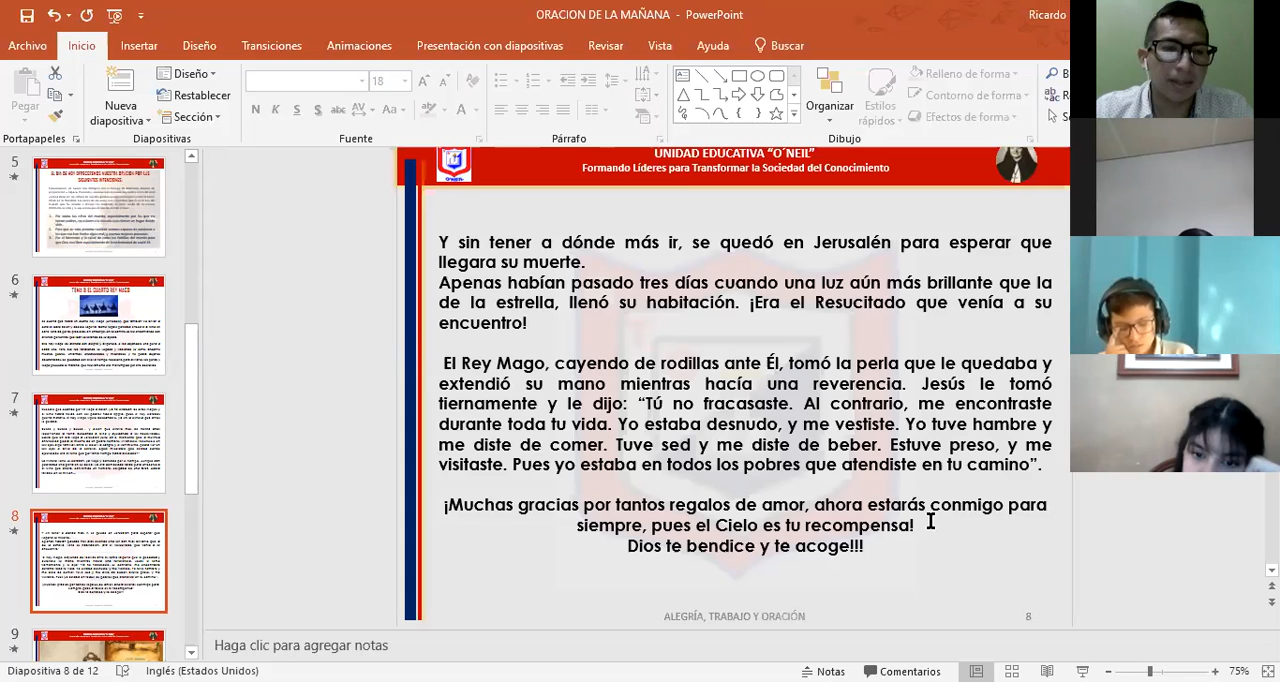 ORACION DE LA MAÑANA - PowerPoint
Ricardo
Archivo Inicio Insertar Diseño Transiciones Animaciones Presentación con diapositivas Revisar Vista Ayuda Buscar
Pegar
Nueva diapositiva
Diseño
Restablecer
Sección
18
N K S S abc AV Aa A
Organizar
Estilos rápidos
Relleno de forma
Contorno de forma
Efectos de forma
Portapapeles Diapositivas Fuente Párrafo Dibujo
5
6
7
8
9
UNIDAD EDUCATIVA “O´NEIL”
Formando Líderes para Transformar la Sociedad del Conocimiento
Y sin tener a dónde más ir, se quedó en Jerusalén para esperar que
llegara su muerte.
Apenas habían pasado tres días cuando una luz aún más brillante que la
de la estrella, llenó su habitación. ¡Era el Resucitado que venía a su
encuentro!
El Rey Mago, cayendo de rodillas ante Él, tomó la perla que le quedaba y
extendió su mano mientras hacía una reverencia. Jesús le tomó
tiernamente y le dijo: “Tú no fracasaste. Al contrario, me encontraste
durante toda tu vida. Yo estaba desnudo, y me vestiste. Yo tuve hambre y
me diste de comer. Tuve sed y me diste de beber. Estuve preso, y me
visitaste. Pues yo estaba en todos los pobres que atendiste en tu camino”.
¡Muchas gracias por tantos regalos de amor, ahora estarás conmigo para
siempre, pues el Cielo es tu recompensa!
Dios te bendice y te acoge!!!
ALEGRÍA, TRABAJO Y ORACIÓN
8
Haga clic para agregar notas
Diapositiva 8 de 12 Inglés (Estados Unidos) Notas Comentarios 75%